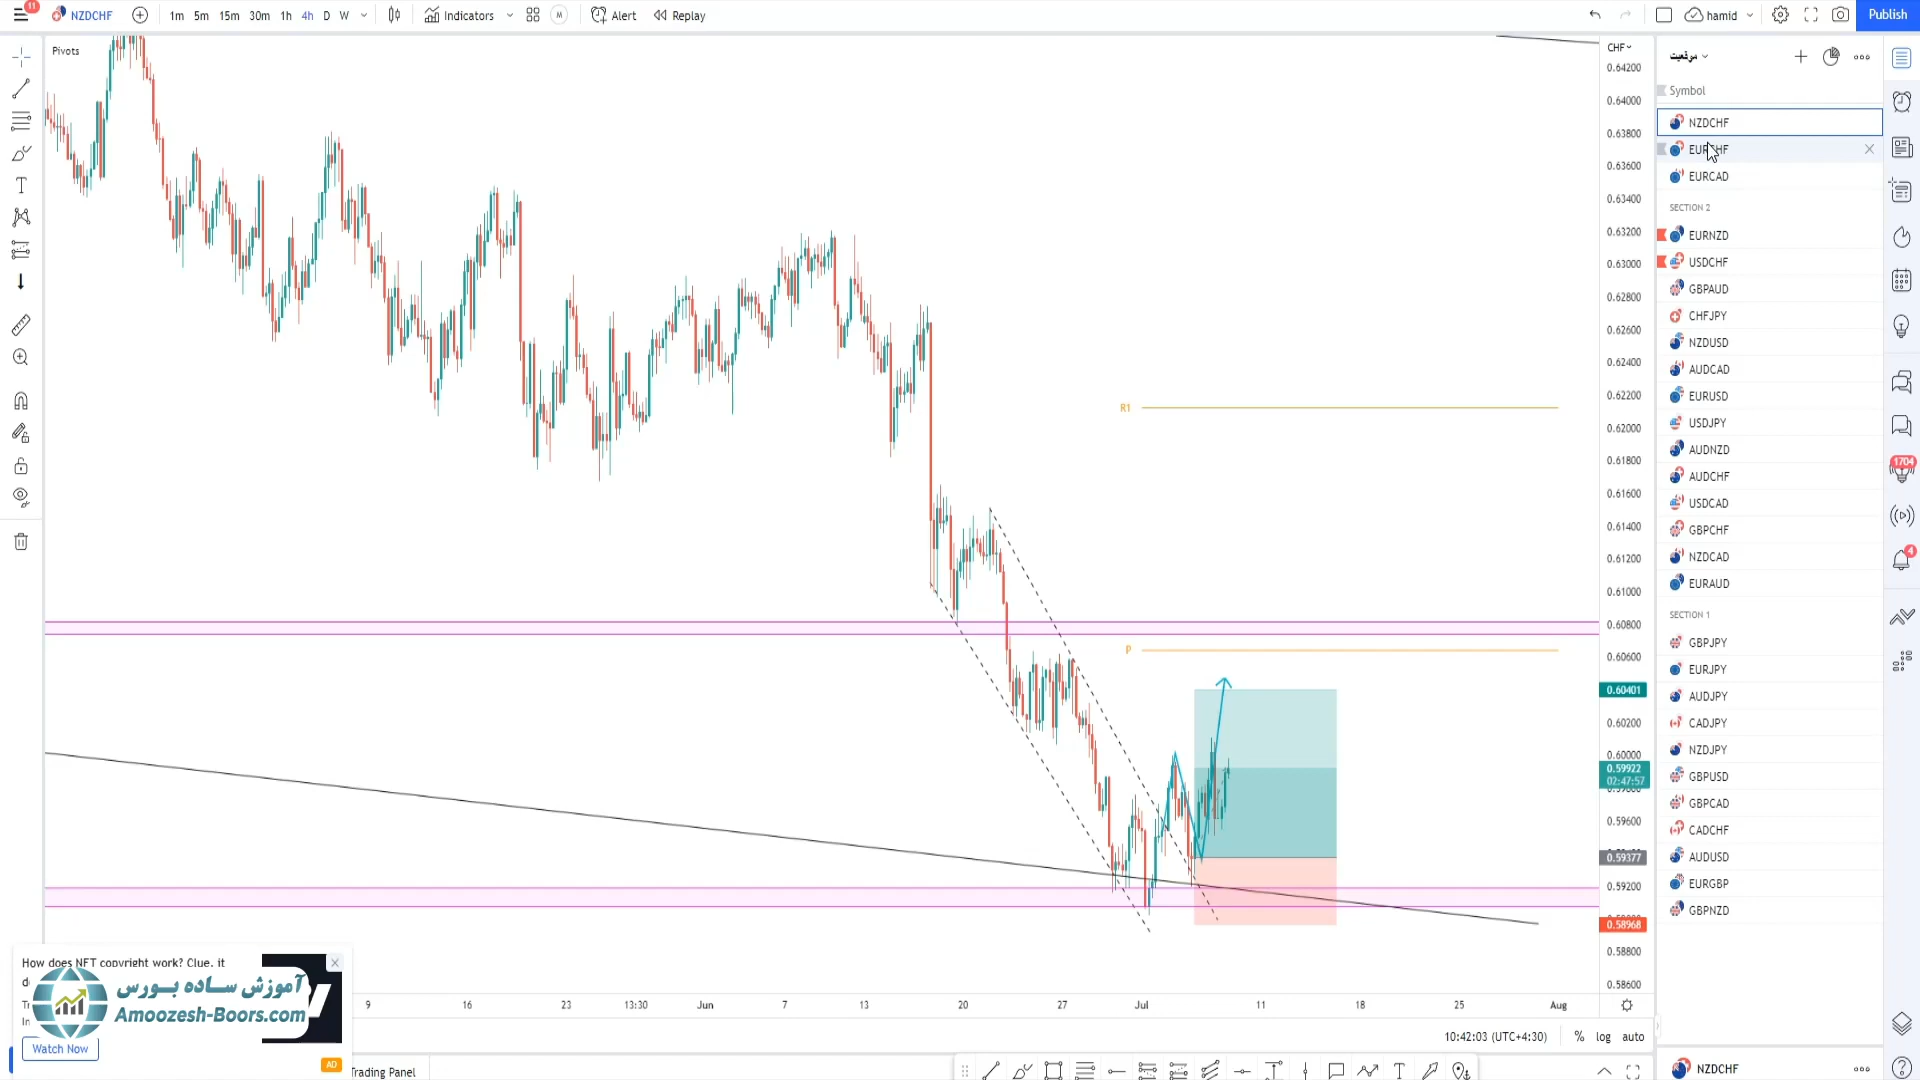 11
NZDCHF
1m 5m 15m 30m 1h 4h D W
Indicators
M
Alert
Replay
hamid
Publish
Pivots
CHF
0.64200
0.64000
0.63800
0.63600
0.63400
0.63200
0.63000
0.62800
0.62600
0.62400
0.62200
0.62000
0.61800
0.61600
0.61400
0.61200
0.61000
0.60800
0.60600
0.60401
0.60200
0.60000
0.59922
02:47:57
0.59600
0.59377
0.59200
0.58968
0.58800
0.58600
R1
P
موقعیت
Symbol
NZDCHF
EURCHF
EURCAD
SECTION 2
EURNZD
USDCHF
GBPAUD
CHFJPY
NZDUSD
AUDCAD
EURUSD
USDJPY
AUDNZD
AUDCHF
USDCAD
GBPCHF
NZDCAD
EURAUD
SECTION 1
GBPJPY
EURJPY
AUDJPY
CADJPY
NZDJPY
GBPUSD
GBPCAD
CADCHF
AUDUSD
EURGBP
GBPNZD
1704
4
How does NFT copyright work? Clue, it
آموزش ساده بورس
Amoozesh-Boors.com
Watch Now
AD
9 16 23 13:30 Jun 7 13 20 27 Jul 11 18 25 Aug
10:42:03 (UTC+4:30) % log auto
Trading Panel
NZDCHF